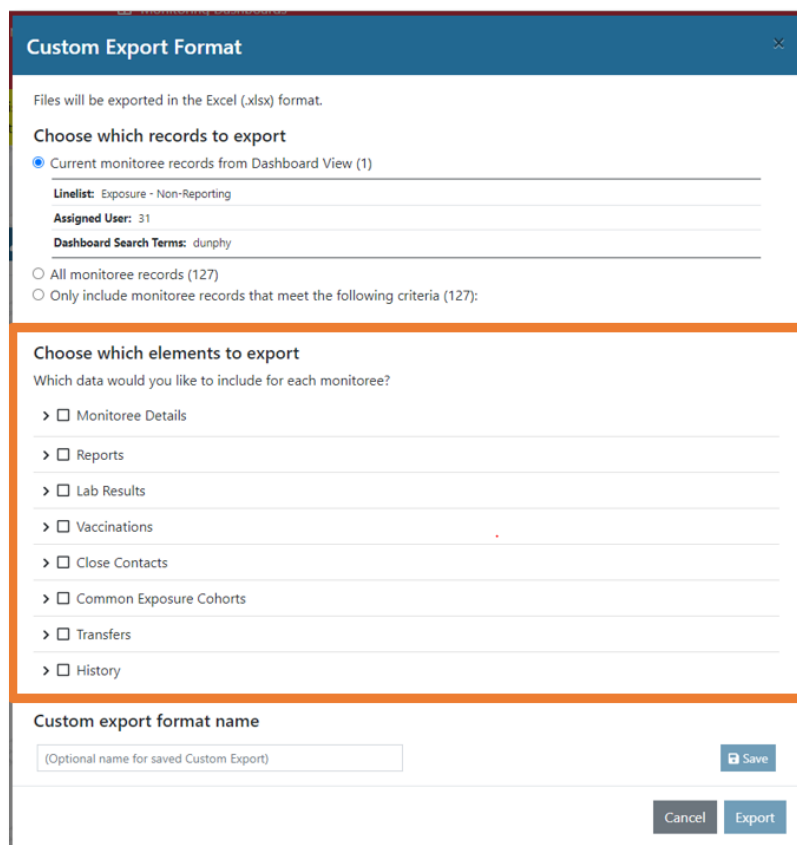 Monitoring Dashboards
Custom Export Format
×
Files will be exported in the Excel (.xlsx) format.
Choose which records to export
Current monitoree records from Dashboard View (1)
Linelist: Exposure - Non-Reporting
Assigned User: 31
Dashboard Search Terms: dunphy
All monitoree records (127)
Only include monitoree records that meet the following criteria (127):
Choose which elements to export
Which data would you like to include for each monitoree?
Monitoree Details
Reports
Lab Results
Vaccinations
Close Contacts
Common Exposure Cohorts
Transfers
History
Custom export format name
(Optional name for saved Custom Export)
Save
Cancel
Export